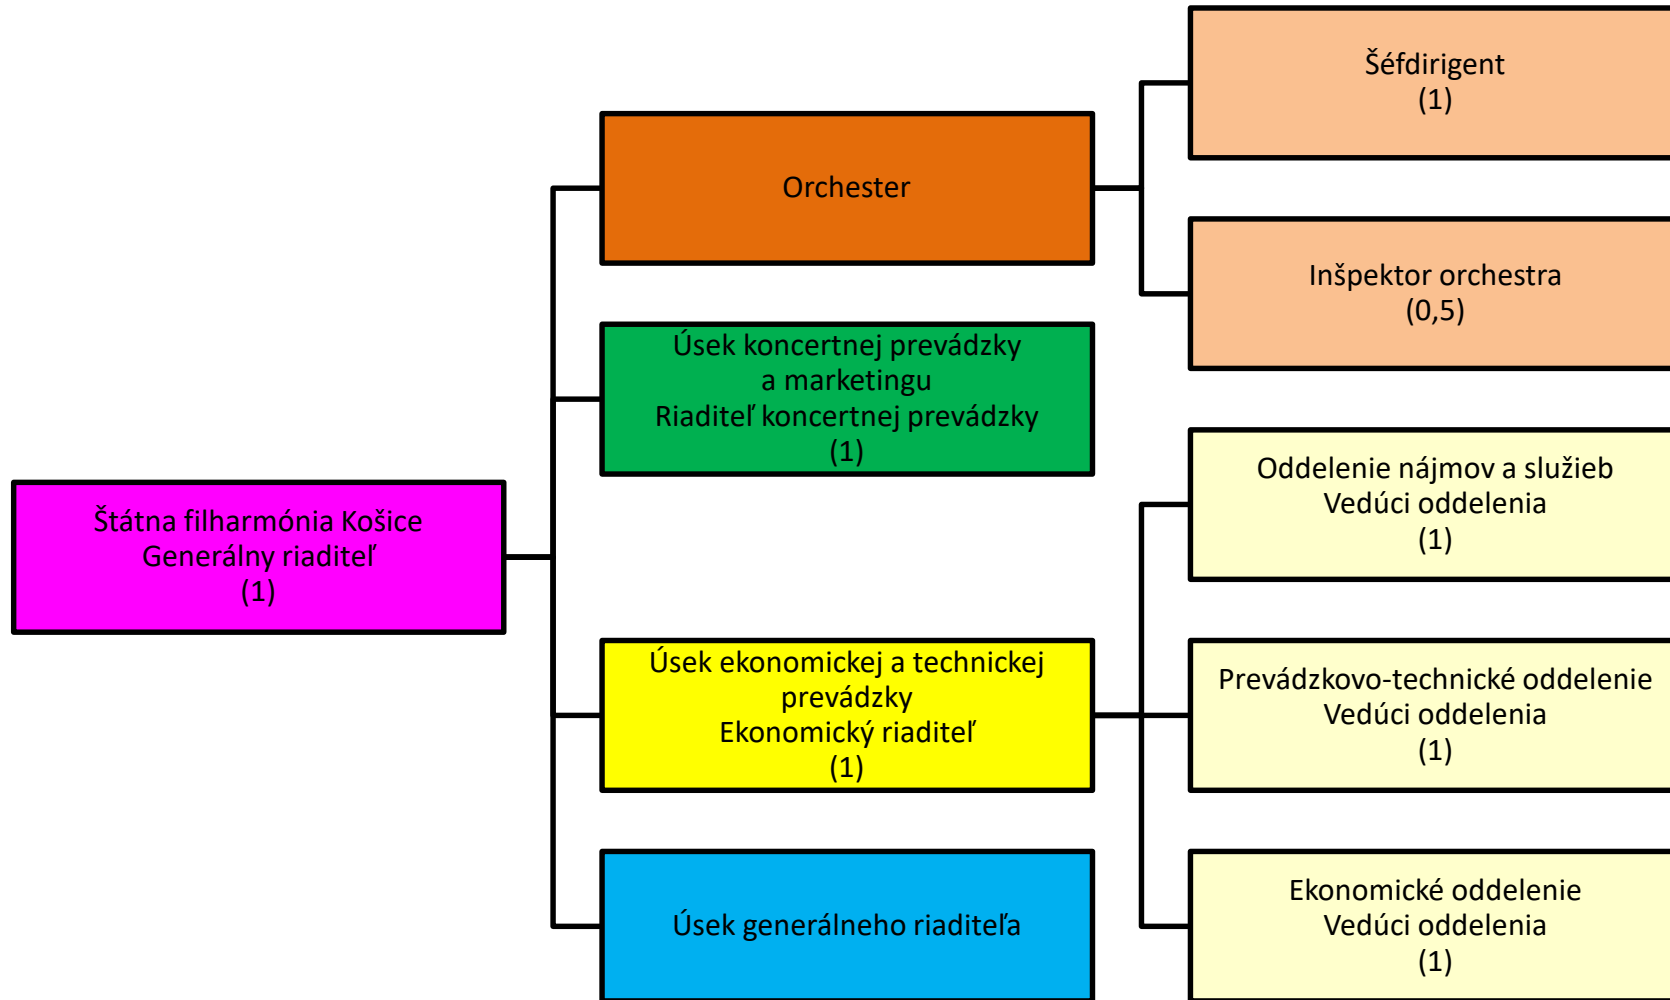 Štátna filharmónia Košice
Generálny riaditeľ
(1)
Orchester
Úsek koncertnej prevádzky
a marketingu
Riaditeľ koncertnej prevádzky
(1)
Úsek ekonomickej a technickej
prevádzky
Ekonomický riaditeľ
(1)
Úsek generálneho riaditeľa
Šéfdirigent
(1)
Inšpektor orchestra
(0,5)
Oddelenie nájmov a služieb
Vedúci oddelenia
(1)
Prevádzkovo-technické oddelenie
Vedúci oddelenia
(1)
Ekonomické oddelenie
Vedúci oddelenia
(1)